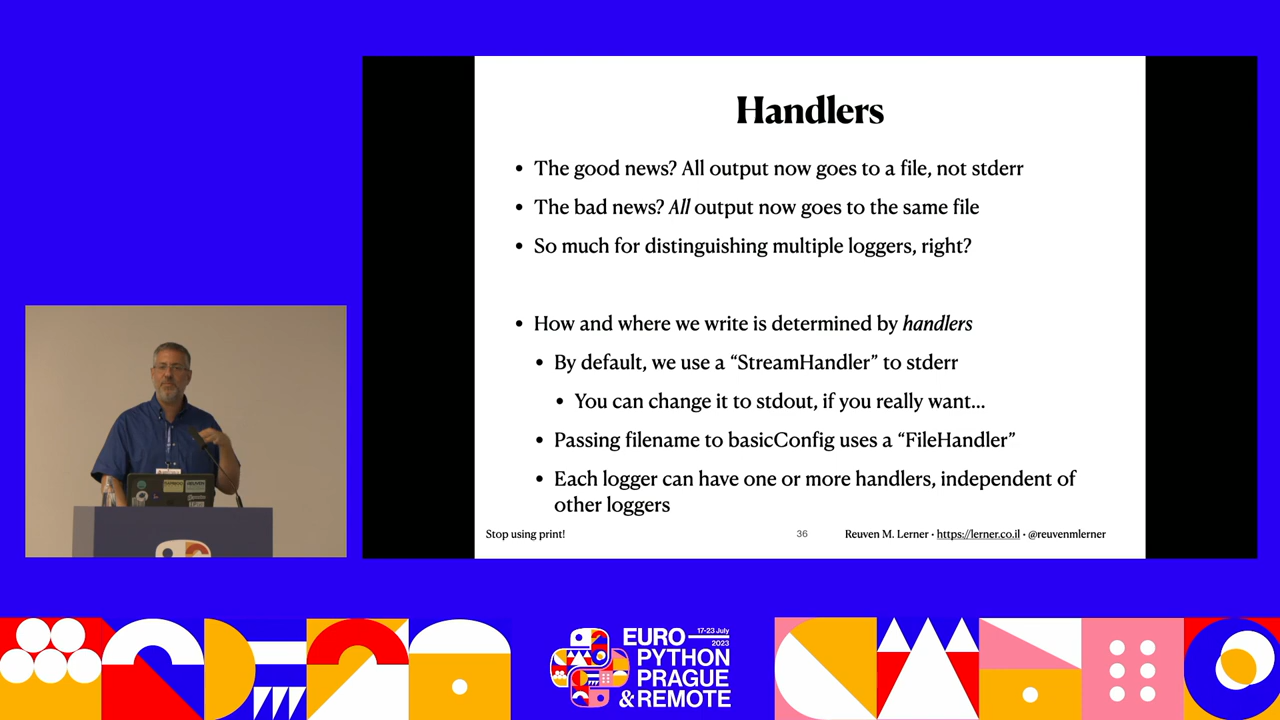 Handlers
• The good news? All output now goes to a file, not stderr
• The bad news? All output now goes to the same file
• So much for distinguishing multiple loggers, right?
• How and where we write is determined by handlers
• By default, we use a “StreamHandler” to stderr
• You can change it to stdout, if you really want...
• Passing filename to basicConfig uses a “FileHandler”
• Each logger can have one or more handlers, independent of
other loggers
Stop using print!
36
Reuven M. Lerner • https://lerner.co.il • @reuvenmlerner
17-23 July
2023
EURO
PYTHON
PRAGUE
& REMOTE